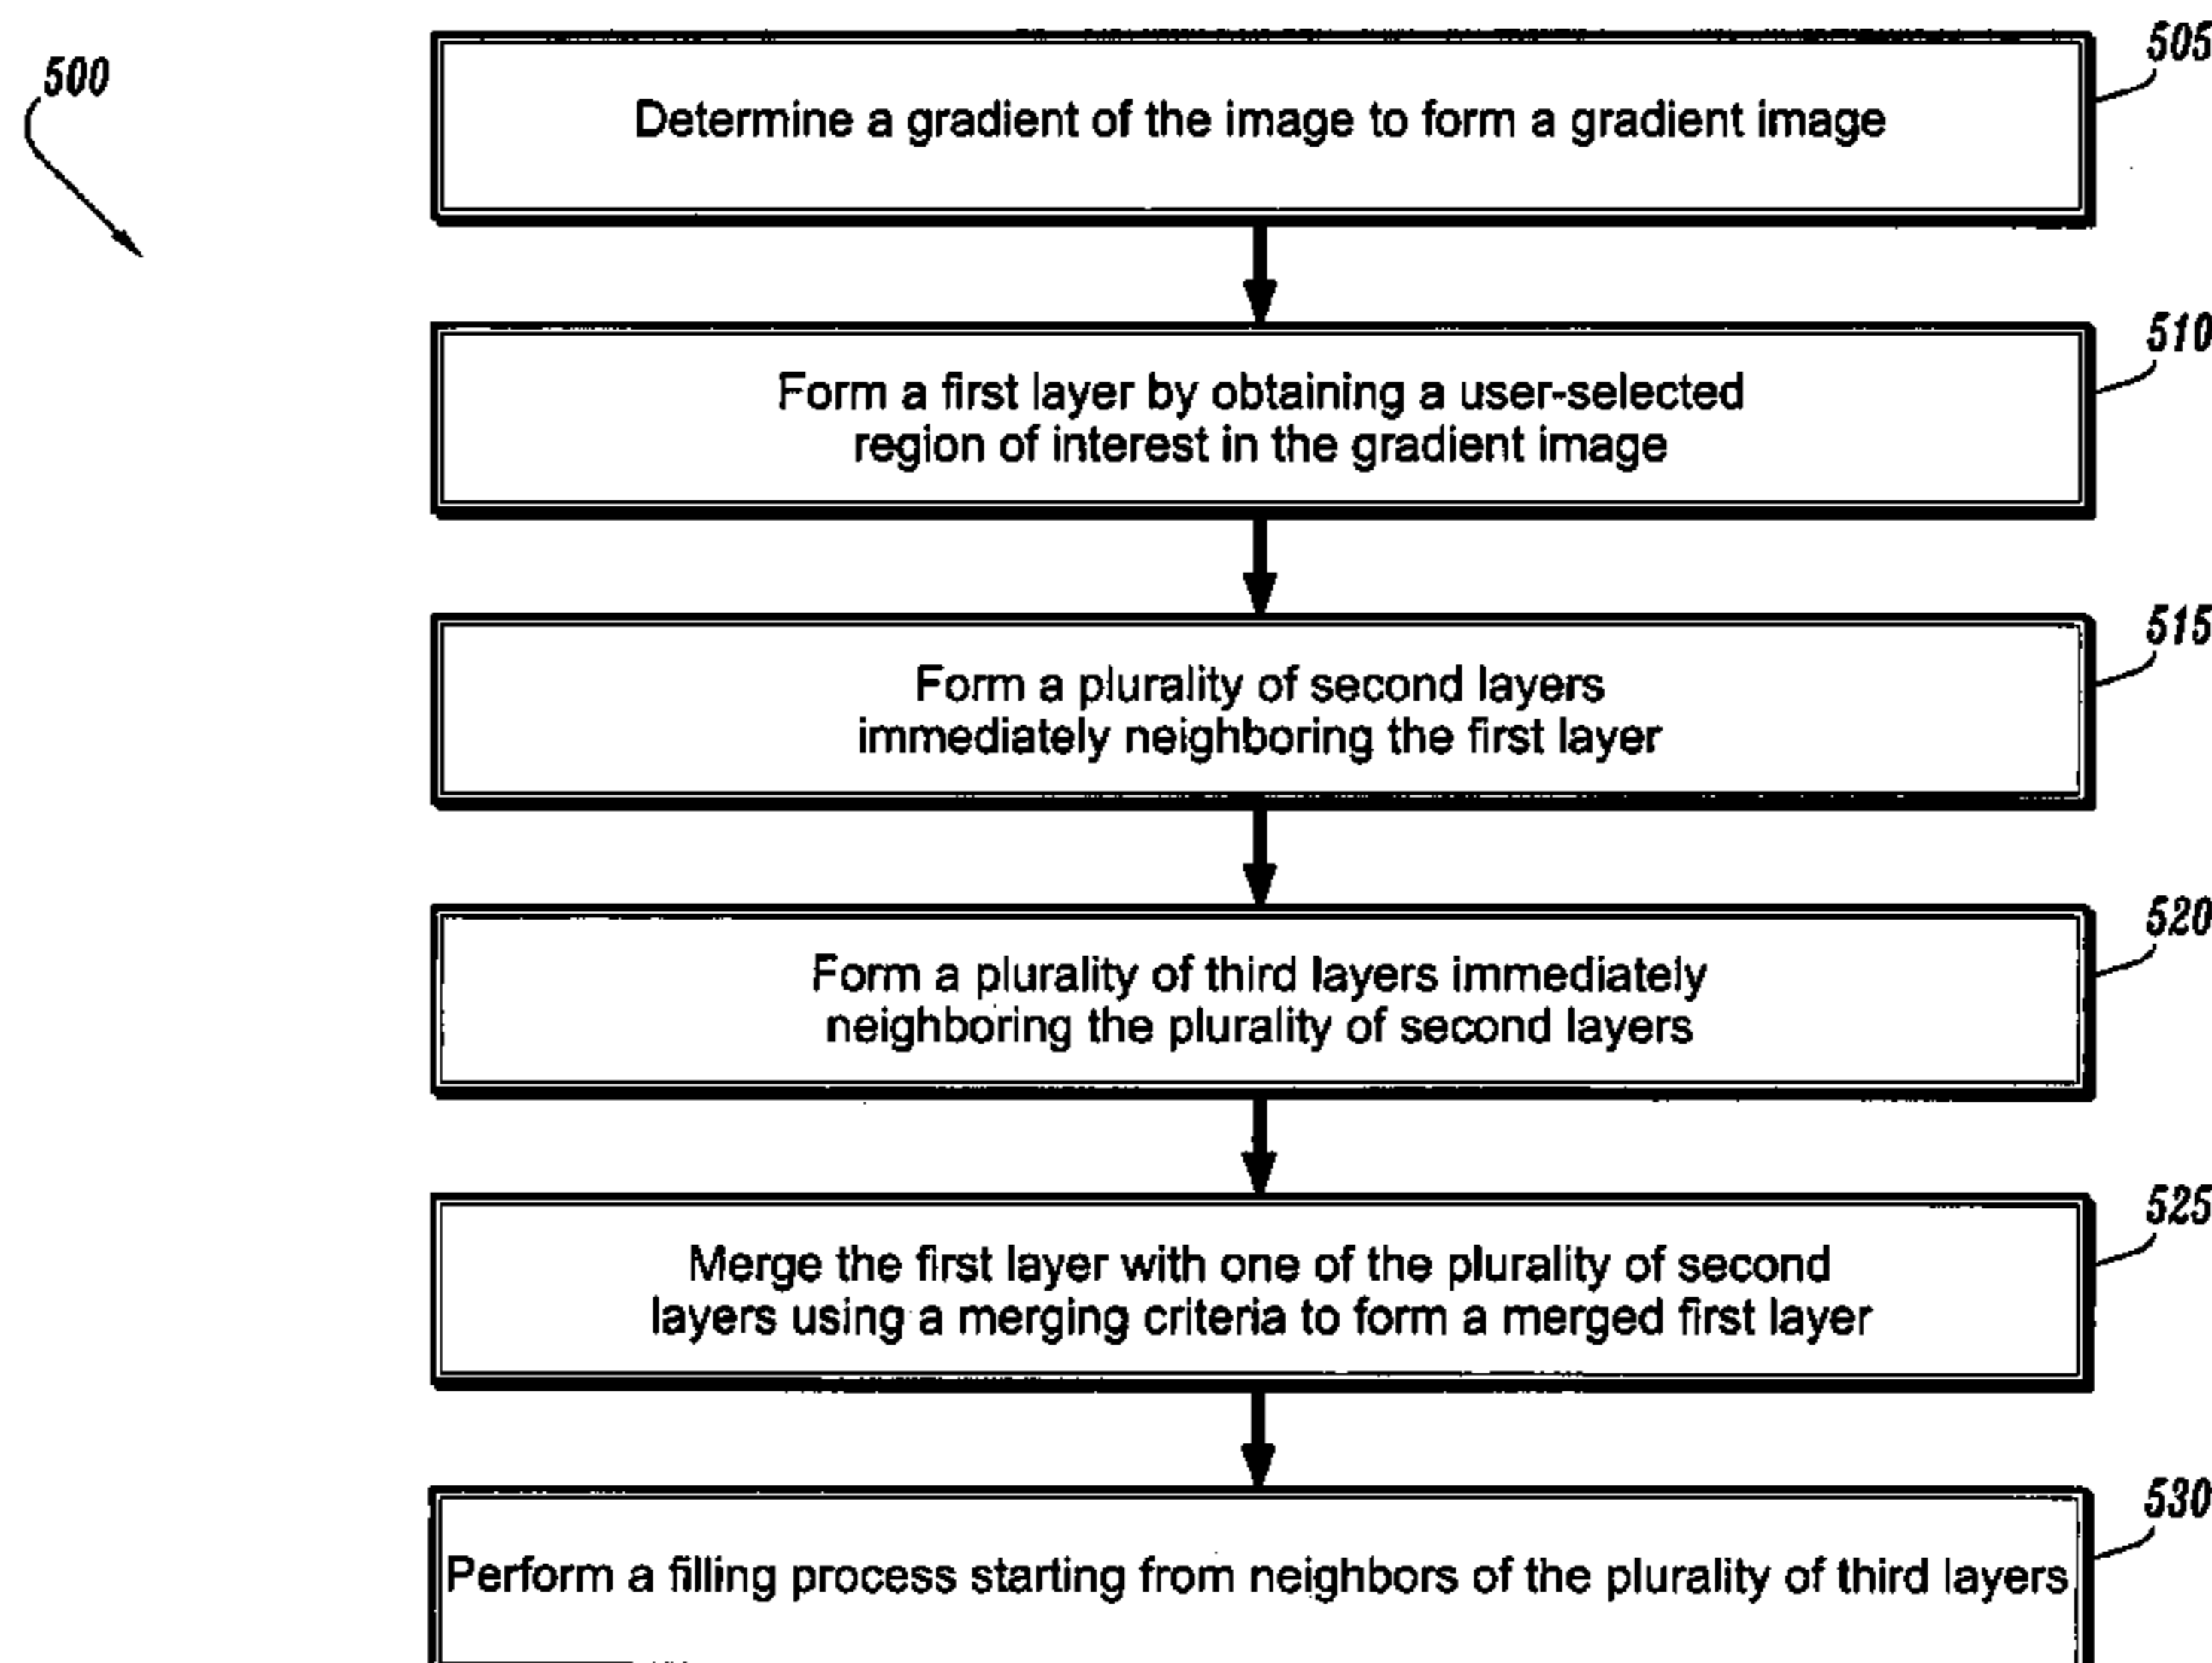 500
505
Determine a gradient of the image to form a gradient image
510
Form a first layer by obtaining a user-selected
region of interest in the gradient image
515
Form a plurality of second layers
immediately neighboring the first layer
520
Form a plurality of third layers immediately
neighboring the plurality of second layers
525
Merge the first layer with one of the plurality of second
layers using a merging criteria to form a merged first layer
530
Perform a filling process starting from neighbors of the plurality of third layers